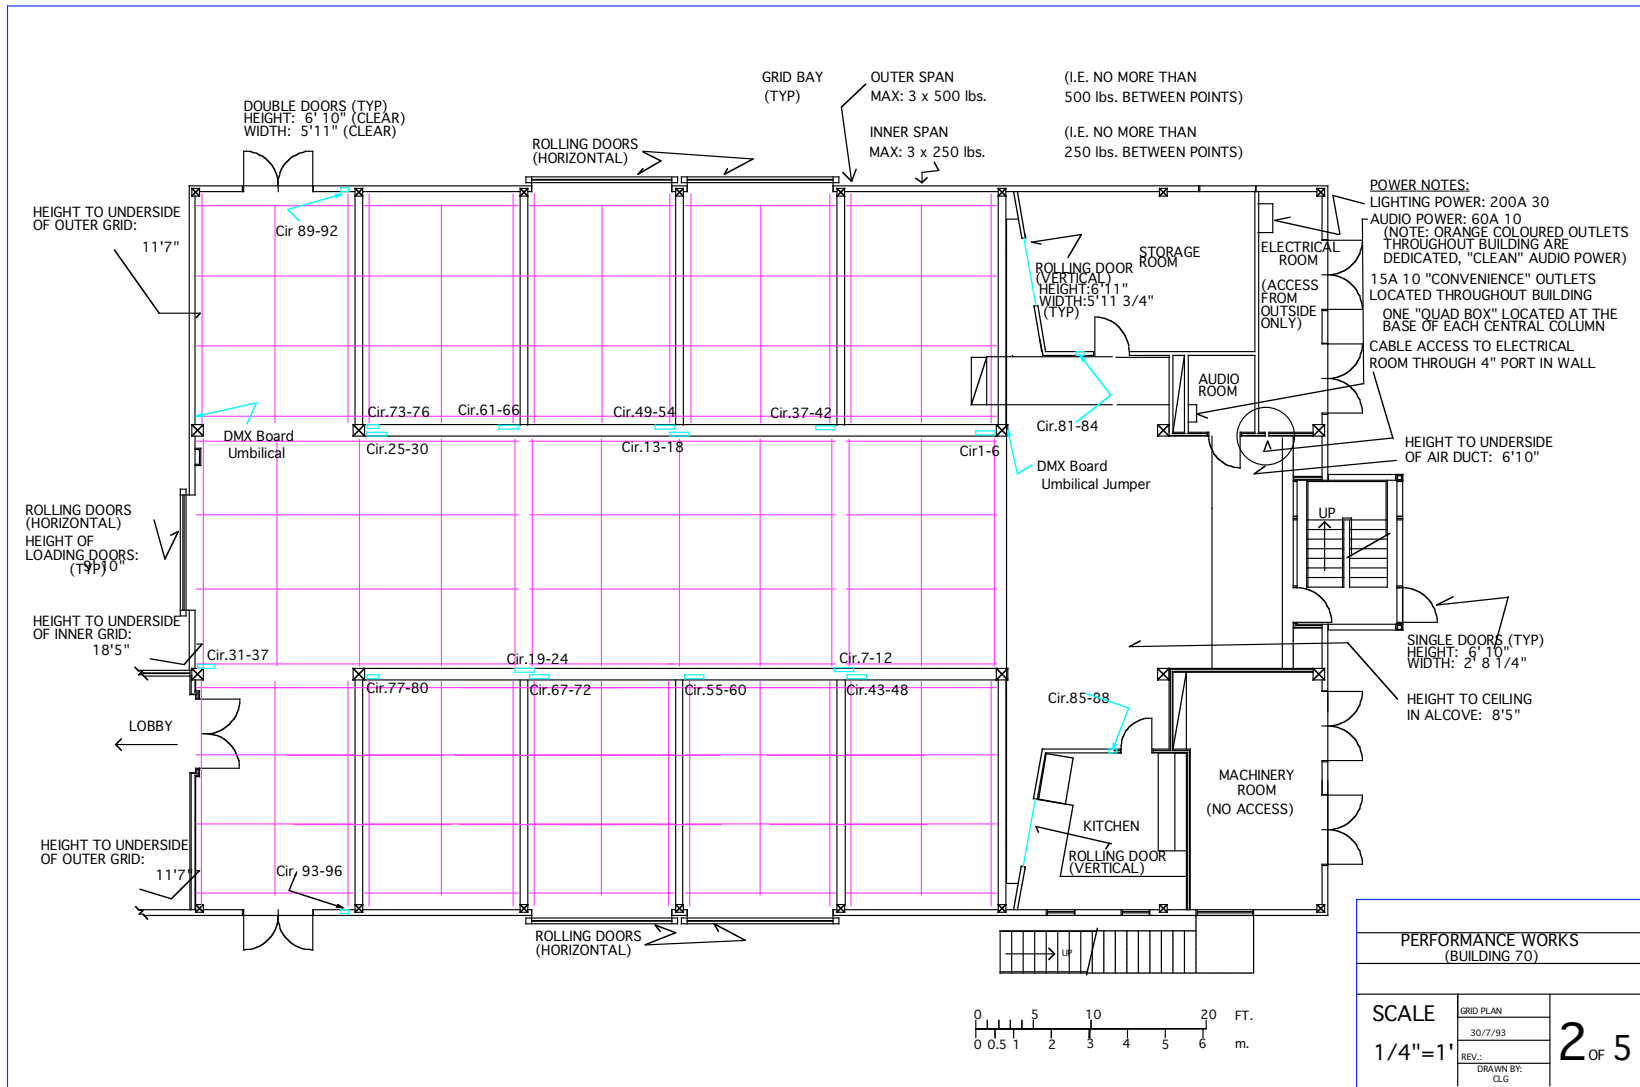 GRID BAY
(TYP)
OUTER SPAN
MAX: 3 x 500 lbs.
(I.E. NO MORE THAN
500 lbs. BETWEEN POINTS)
INNER SPAN
MAX: 3 x 250 lbs.
(I.E. NO MORE THAN
250 lbs. BETWEEN POINTS)
DOUBLE DOORS (TYP)
HEIGHT: 6' 10" (CLEAR)
WIDTH: 5'11" (CLEAR)
ROLLING DOORS
(HORIZONTAL)
HEIGHT TO UNDERSIDE
OF OUTER GRID:
11'7"
Cir 89-92
POWER NOTES:
LIGHTING POWER: 200A 30
AUDIO POWER: 60A 10
(NOTE: ORANGE COLOURED OUTLETS
THROUGHOUT BUILDING ARE
DEDICATED, "CLEAN" AUDIO POWER)
15A 10 "CONVENIENCE" OUTLETS
LOCATED THROUGHOUT BUILDING
ONE "QUAD BOX" LOCATED AT THE
BASE OF EACH CENTRAL COLUMN
CABLE ACCESS TO ELECTRICAL
ROOM THROUGH 4" PORT IN WALL
STORAGE
ROOM
ELECTRICAL
ROOM
(ACCESS
FROM
OUTSIDE
ONLY)
ROLLING DOOR
(VERTICAL)
HEIGHT:6'11"
WIDTH:5'11 3/4"
(TYP)
AUDIO
ROOM
Cir.73-76
Cir.61-66
Cir.49-54
Cir.37-42
Cir.81-84
DMX Board
Umbilical
Cir.25-30
Cir.13-18
Cir1-6
DMX Board
Umbilical Jumper
HEIGHT TO UNDERSIDE
OF AIR DUCT: 6'10"
ROLLING DOORS
(HORIZONTAL)
HEIGHT OF
LOADING DOORS:
9'10"
(TYP)
UP
HEIGHT TO UNDERSIDE
OF INNER GRID:
18'5"
Cir.31-37
Cir.19-24
Cir.7-12
SINGLE DOORS (TYP)
HEIGHT: 6' 10"
WIDTH: 2' 8 1/4"
Cir.77-80
Cir.67-72
Cir.55-60
Cir.43-48
Cir.85-88
HEIGHT TO CEILING
IN ALCOVE: 8'5"
LOBBY
MACHINERY
ROOM
(NO ACCESS)
KITCHEN
ROLLING DOOR
(VERTICAL)
HEIGHT TO UNDERSIDE
OF OUTER GRID:
11'7"
Cir, 93-96
ROLLING DOORS
(HORIZONTAL)
UP
PERFORMANCE WORKS
(BUILDING 70)
0 5 10 20 FT.
0 0.5 1 2 3 4 5 6 m.
SCALE
1/4"=1'
GRID PLAN
30/7/93
REV.:
DRAWN BY:
CLG
2 OF 5